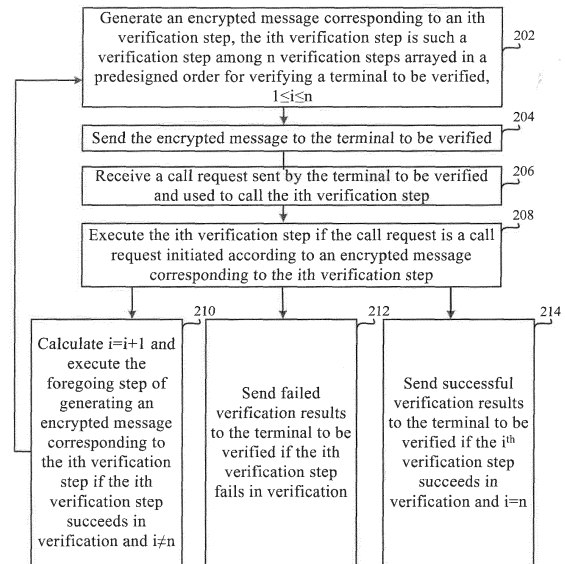 Generate an encrypted message corresponding to an ith
verification step, the ith verification step is such a
verification step among n verification steps arrayed in a
predesigned order for verifying a terminal to be verified,
1≤i≤n
202
Send the encrypted message to the terminal to be verified
204
Receive a call request sent by the terminal to be verified
and used to call the ith verification step
206
Execute the ith verification step if the call request is a call
request initiated according to an encrypted message
corresponding to the ith verification step
208
Calculate i=i+1 and
execute the
foregoing step of
generating an
encrypted message
corresponding to
the ith verification
step if the ith
verification step
succeeds in
verification and i≠n
210
Send failed
verification results
to the terminal to be
verified if the ith
verification step
fails in verification
212
Send successful
verification results
to the terminal to be
verified if the ith
verification step
succeeds in
verification and i=n
214